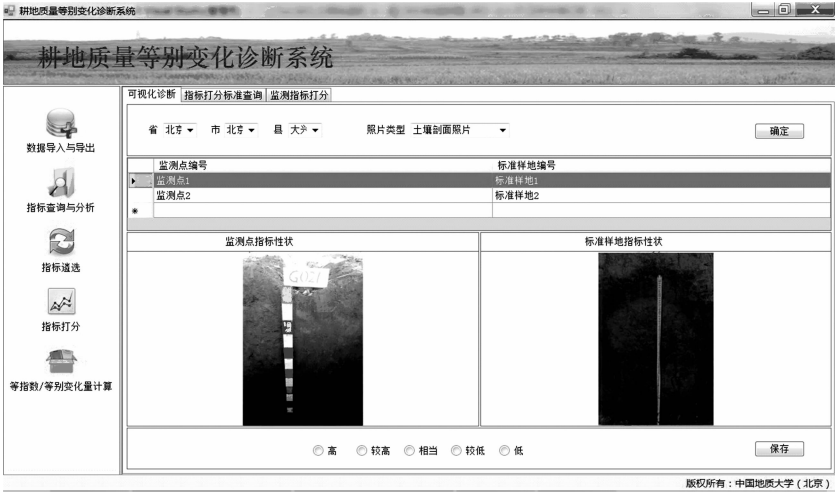 耕地质量等别变化诊断系统
耕地质量等别变化诊断系统
可视化诊断 指标打分标准查询 监测指标打分
省 北京 市 北京 县 大兴 照片类型 土壤剖面照片 确定
数据导入与导出
指标查询与分析
指标遴选
指标打分
等指数/等别变化量计算
监测点编号 标准样地编号
监测点1 标准样地1
监测点2 标准样地2
监测点指标性状 标准样地指标性状
G021
高 较高 相当 较低 低 保存
版权所有：中国地质大学（北京）